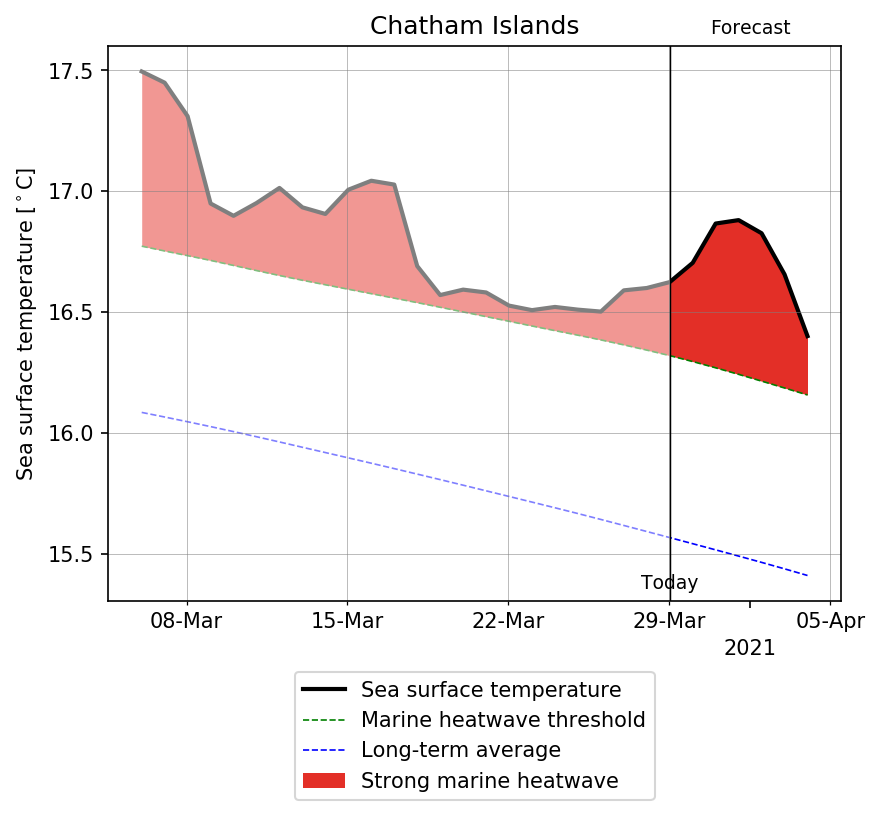 Chatham Islands
Forecast
Sea surface temperature [°C]
17.5
17.0
16.5
16.0
15.5
Today
08-Mar 15-Mar 22-Mar 29-Mar 05-Apr
2021
Sea surface temperature
Marine heatwave threshold
Long-term average
Strong marine heatwave